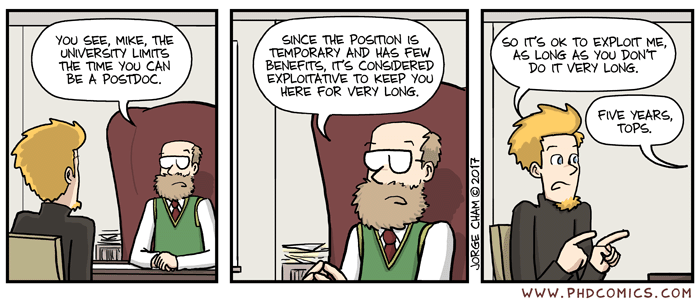 YOU SEE, MIKE, THE
UNIVERSITY LIMITS
THE TIME YOU CAN
BE A POSTDOC.
SINCE THE POSITION IS
TEMPORARY AND HAS FEW
BENEFITS, IT'S CONSIDERED
EXPLOITATIVE TO KEEP YOU
HERE FOR VERY LONG.
JORGE CHAM © 2017
SO IT'S OK TO EXPLOIT ME,
AS LONG AS YOU DON'T
DO IT VERY LONG.
FIVE YEARS,
TOPS.
WWW.PHDCOMICS.COM